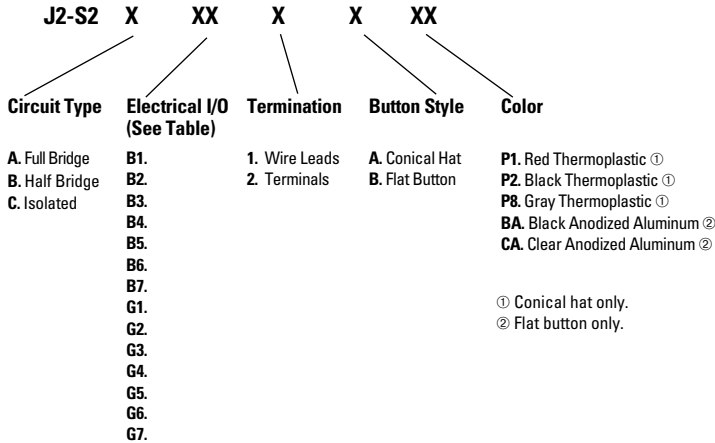 J2-S2 X XX X X XX
Circuit Type
A. Full Bridge
B. Half Bridge
C. Isolated
Electrical I/O
(See Table)
B1.
B2.
B3.
B4.
B5.
B6.
B7.
G1.
G2.
G3.
G4.
G5.
G6.
G7.
Termination
1. Wire Leads
2. Terminals
Button Style
A. Conical Hat
B. Flat Button
Color
P1. Red Thermoplastic ①
P2. Black Thermoplastic ①
P8. Gray Thermoplastic ①
BA. Black Anodized Aluminum ②
CA. Clear Anodized Aluminum ②
① Conical hat only.
② Flat button only.